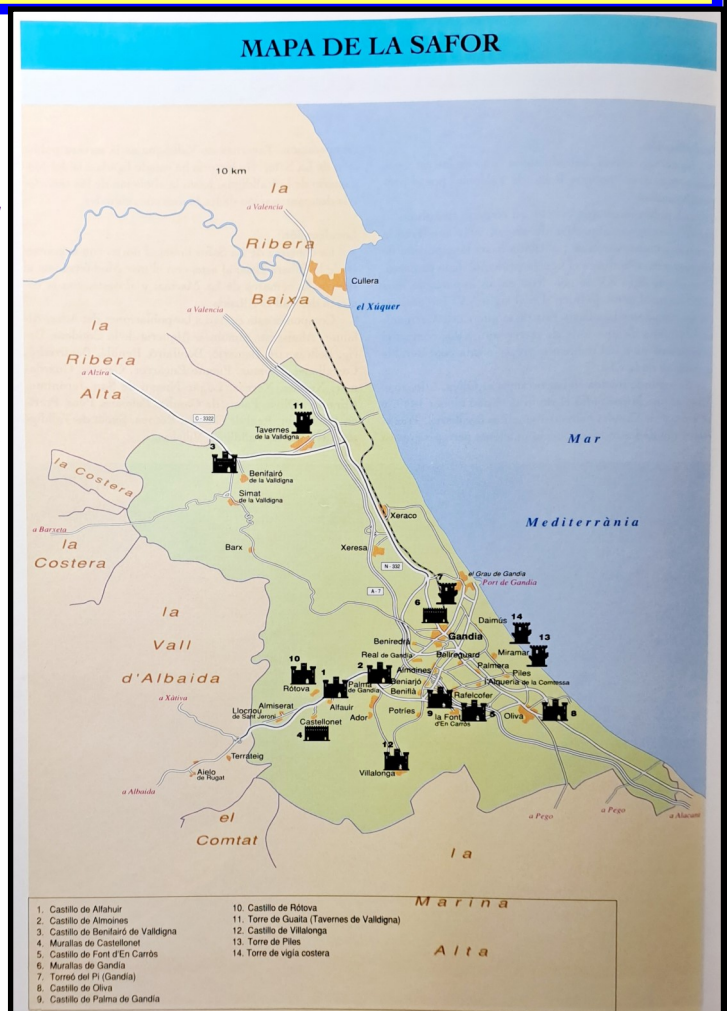 MAPA DE LA SAFOR
10 km
la
a València
Ribera
Baixa
Cullera
el Xúquer
a Valencia
la
Ribera
a Alzira
Alta
C - 3322
11
Tavernes
de la Valldigna
3
Mar
Mediterrània
la Costera
Benifairó
de la Valldigna
Simat
de la Valldigna
a Barxeta
la
Costera
Barx
Xeraco
Xeresa
N - 332
A - 7
7
el Grau de Gandia
Port de Gandia
6
la
Vall
d'Albaida
a Xàtiva
Daimús
14
13
Gandia
Beniredrà
Real de Gandia
Bellreguard
Miramar
Palmera
Piles
l'Alqueria de la Comtessa
10
1
2
Almoines
Beniarjó
Palma
de Gandia
Beniflà
Rafelcofer
Ròtova
Almiserat
Alfauir
Llocnou
de Sant Jeroni
Castellonet
4
Ador
Potries
9
la Font
d'En Carròs
5
Oliva
8
12
Villalonga
Terrateig
Aielo
de Rugat
a Albaida
el
Comtat
a Pego
a Pego
a Alacant
la
Marina
Alta
1. Castillo de Alfahuir
2. Castillo de Almoines
3. Castillo de Benifairó de Valldigna
4. Murallas de Castellonet
5. Castillo de Font d'En Carrós
6. Murallas de Gandía
7. Torreó del Pi (Gandía)
8. Castillo de Oliva
9. Castillo de Palma de Gandía
10. Castillo de Rótova
11. Torre de Guaita (Tavernes de Valldigna)
12. Castillo de Villalonga
13. Torre de Piles
14. Torre de vigía costera